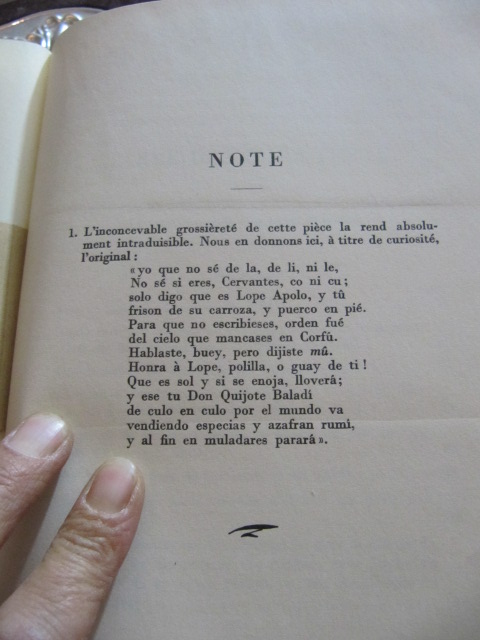 NOTE
1. L'inconcevable grossièreté de cette pièce la rend absolu-
ment intraduisible. Nous en donnons ici, à titre de curiosité,
l'original :
« yo que no sé de la, de li, ni le,
No sé si eres, Cervantes, co ni cu ;
solo digo que es Lope Apolo, y tû
frison de su carroza, y puerco en pié.
Para que no escribieses, orden fué
del cielo que mancases en Corfû.
Hablaste, buey, pero dijiste mû.
Honra à Lope, polilla, o guay de ti !
Que es sol y si se enoja, lloverá;
y ese tu Don Quijote Baladi
de culo en culo por el mundo va
vendiendo especias y azafran rumi,
y al fin en muladares parará ».